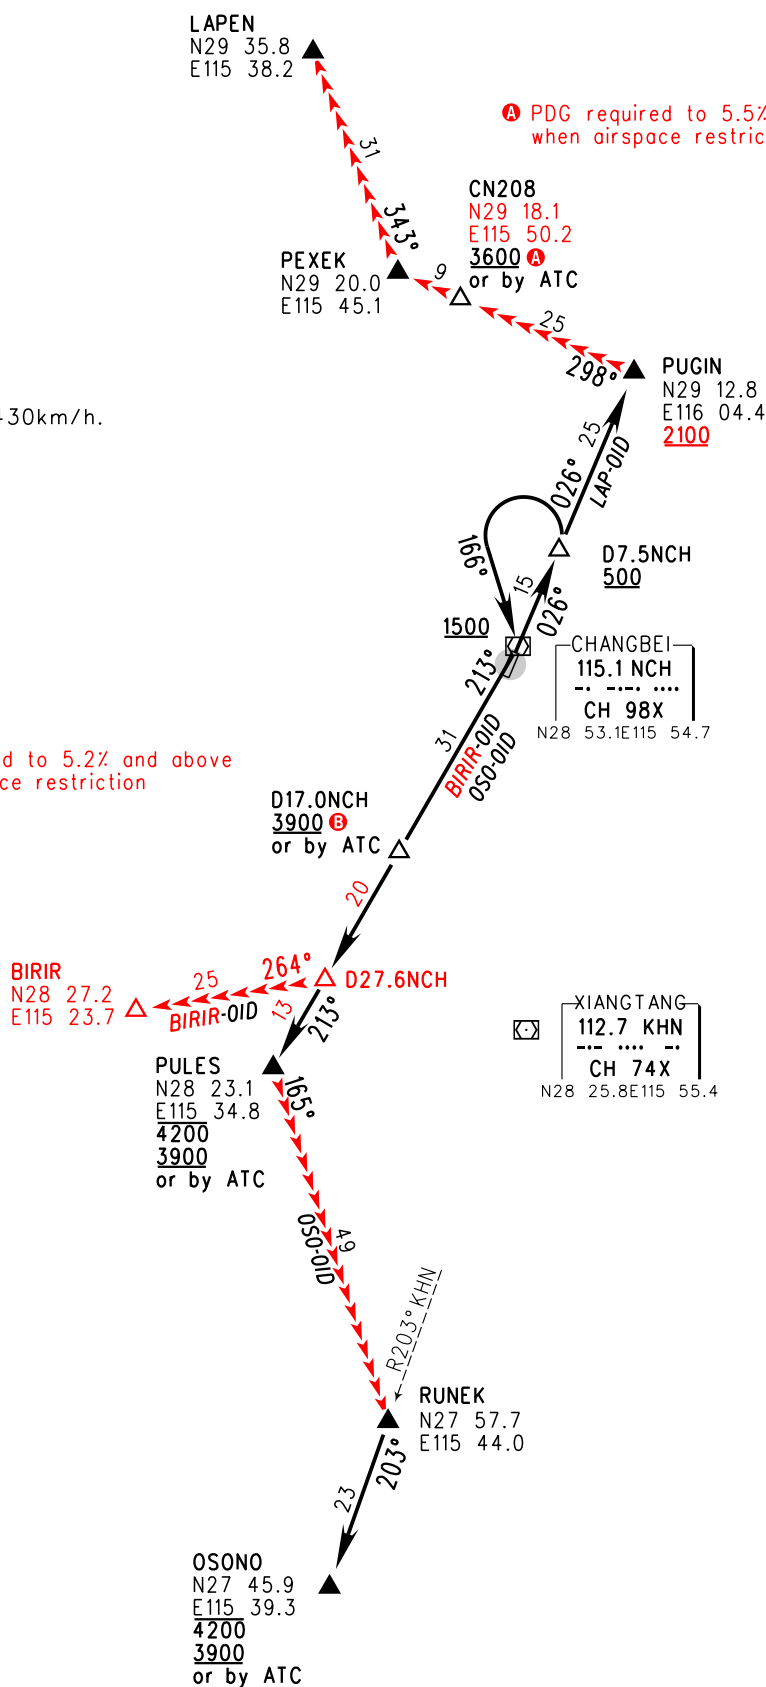 LAPEN
N29 35.8
E115 38.2
31
343°
A PDG required to 5.5%
when airspace restric
CN208
N29 18.1
E115 50.2
3600 A
or by ATC
PEXEK
N29 20.0
E115 45.1
9
25
298°
PUGIN
N29 12.8
E116 04.4
2100
430km/h.
25
026°
LAP-01D
166°
D7.5NCH
500
15
026°
1500
213°
CHANGBEI
115.1 NCH
-· -·-· ····
CH 98X
N28 53.1E115 54.7
31
BIRIR-01D
OSO-01D
d to 5.2% and above
ce restriction
D17.0NCH
3900 B
or by ATC
20
BIRIR
N28 27.2
E115 23.7
25
264°
BIRIR-01D
D27.6NCH
13
213°
XIANGTANG
112.7 KHN
-·- ···· -·
CH 74X
N28 25.8E115 55.4
PULES
N28 23.1
E115 34.8
4200
3900
or by ATC
165°
49
OSO-01D
R203° KHN
RUNEK
N27 57.7
E115 44.0
203°
23
OSONO
N27 45.9
E115 39.3
4200
3900
or by ATC